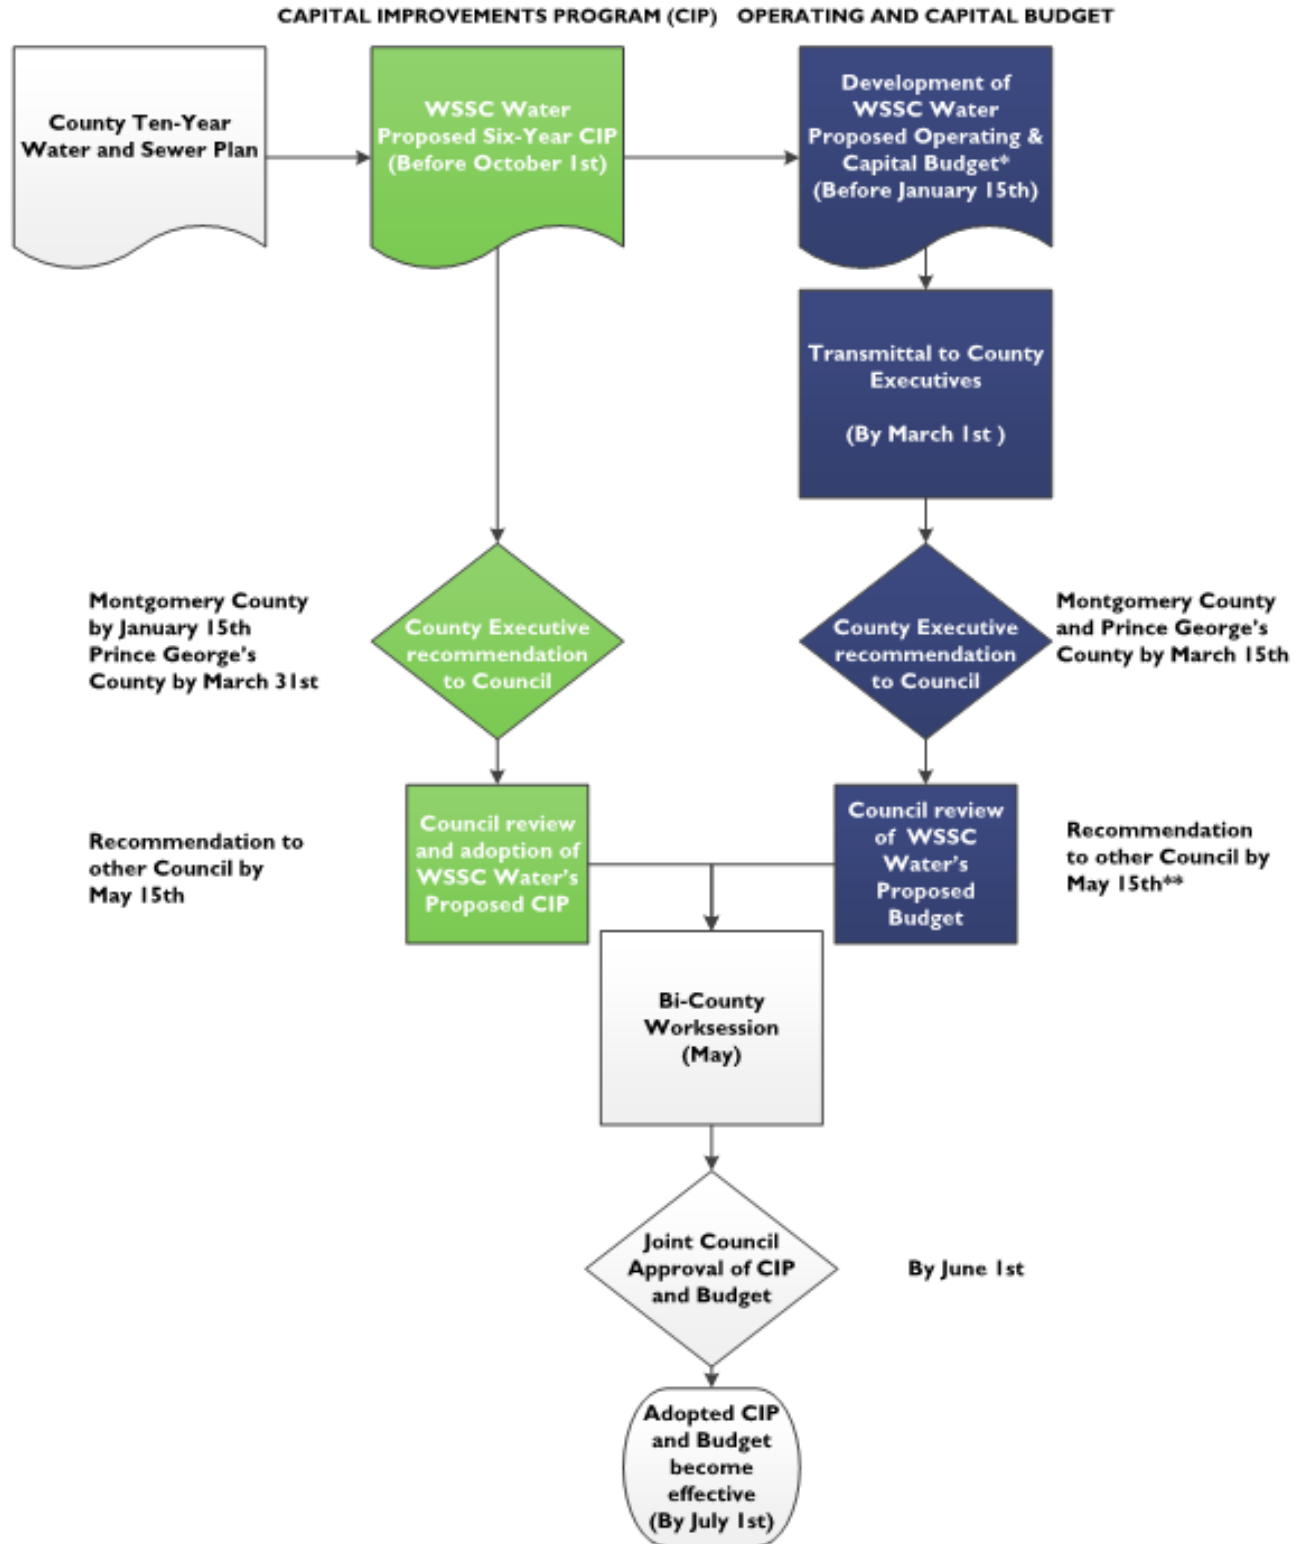 CAPITAL IMPROVEMENTS PROGRAM (CIP)
OPERATING AND CAPITAL BUDGET
County Ten-Year
Water and Sewer Plan
WSSC Water
Proposed Six-Year CIP
(Before October 1st)
Development of
WSSC Water
Proposed Operating &
Capital Budget*
(Before January 15th)
Transmittal to County
Executives
(By March 1st )
Montgomery County
by January 15th
Prince George's
County by March 31st
County Executive
recommendation
to Council
County Executive
recommendation
to Council
Montgomery County
and Prince George's
County by March 15th
Recommendation to
other Council by
May 15th
Council review
and adoption of
WSSC Water's
Proposed CIP
Council review
of WSSC
Water's
Proposed
Budget
Recommendation
to other Council by
May 15th**
Bi-County
Worksession
(May)
Joint Council
Approval of CIP
and Budget
By June 1st
Adopted CIP
and Budget
become
effective
(By July 1st)